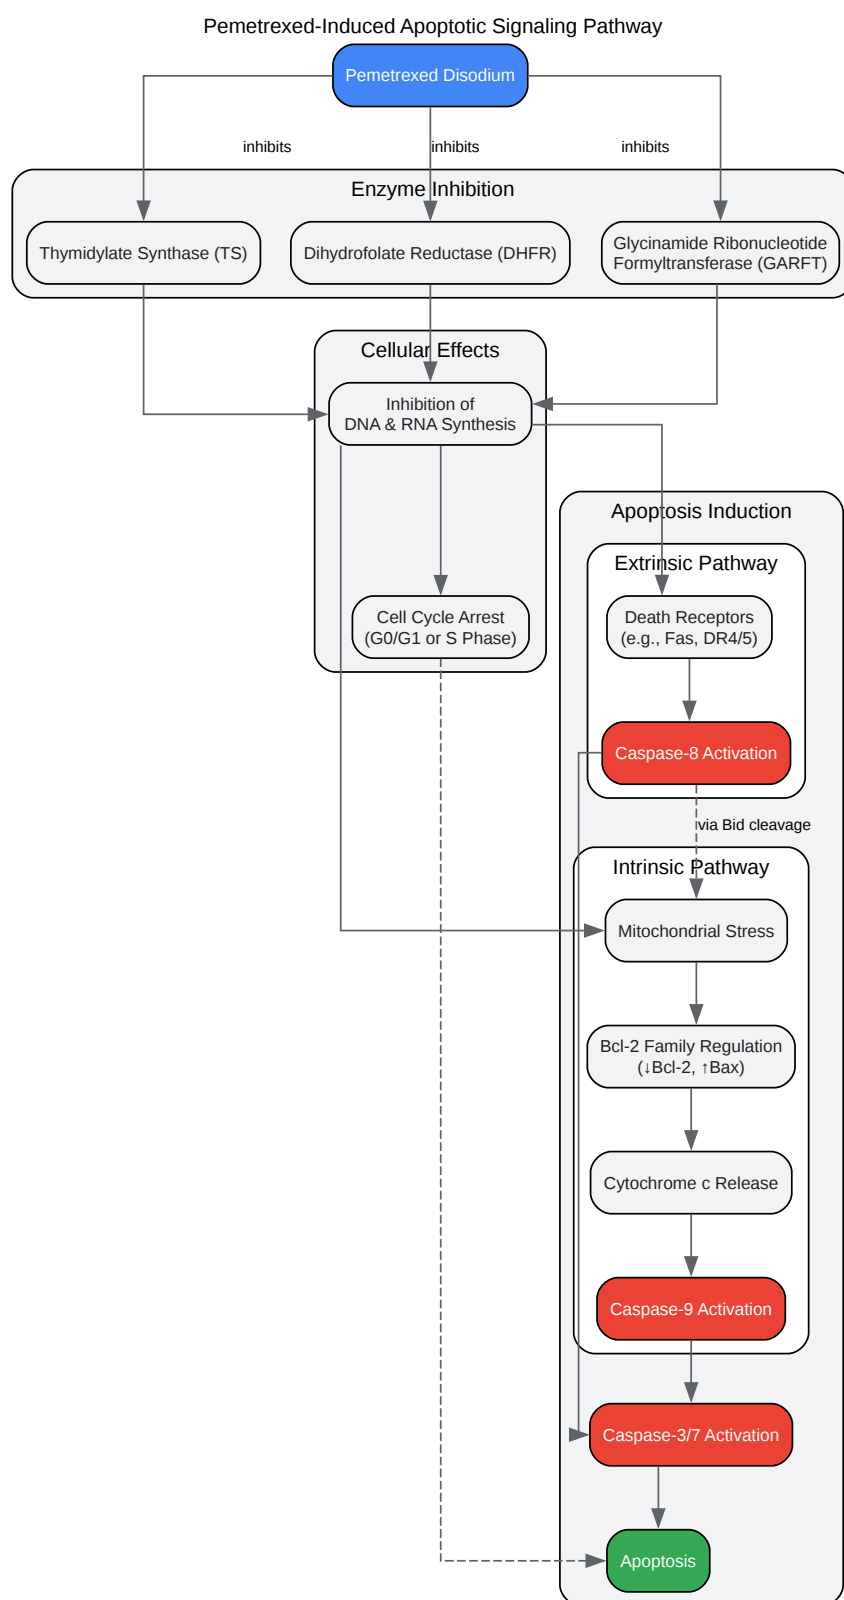 Pemetrexed-Induced Apoptotic Signaling Pathway
Pemetrexed Disodium
inhibits
inhibits
inhibits
Enzyme Inhibition
Thymidylate Synthase (TS)
Dihydrofolate Reductase (DHFR)
Glycinamide Ribonucleotide
Formyltransferase (GARFT)
Cellular Effects
Inhibition of
DNA & RNA Synthesis
Cell Cycle Arrest
(G0/G1 or S Phase)
Apoptosis Induction
Extrinsic Pathway
Death Receptors
(e.g., Fas, DR4/5)
Caspase-8 Activation
via Bid cleavage
Intrinsic Pathway
Mitochondrial Stress
Bcl-2 Family Regulation
(↓Bcl-2, ↑Bax)
Cytochrome c Release
Caspase-9 Activation
Caspase-3/7 Activation
Apoptosis